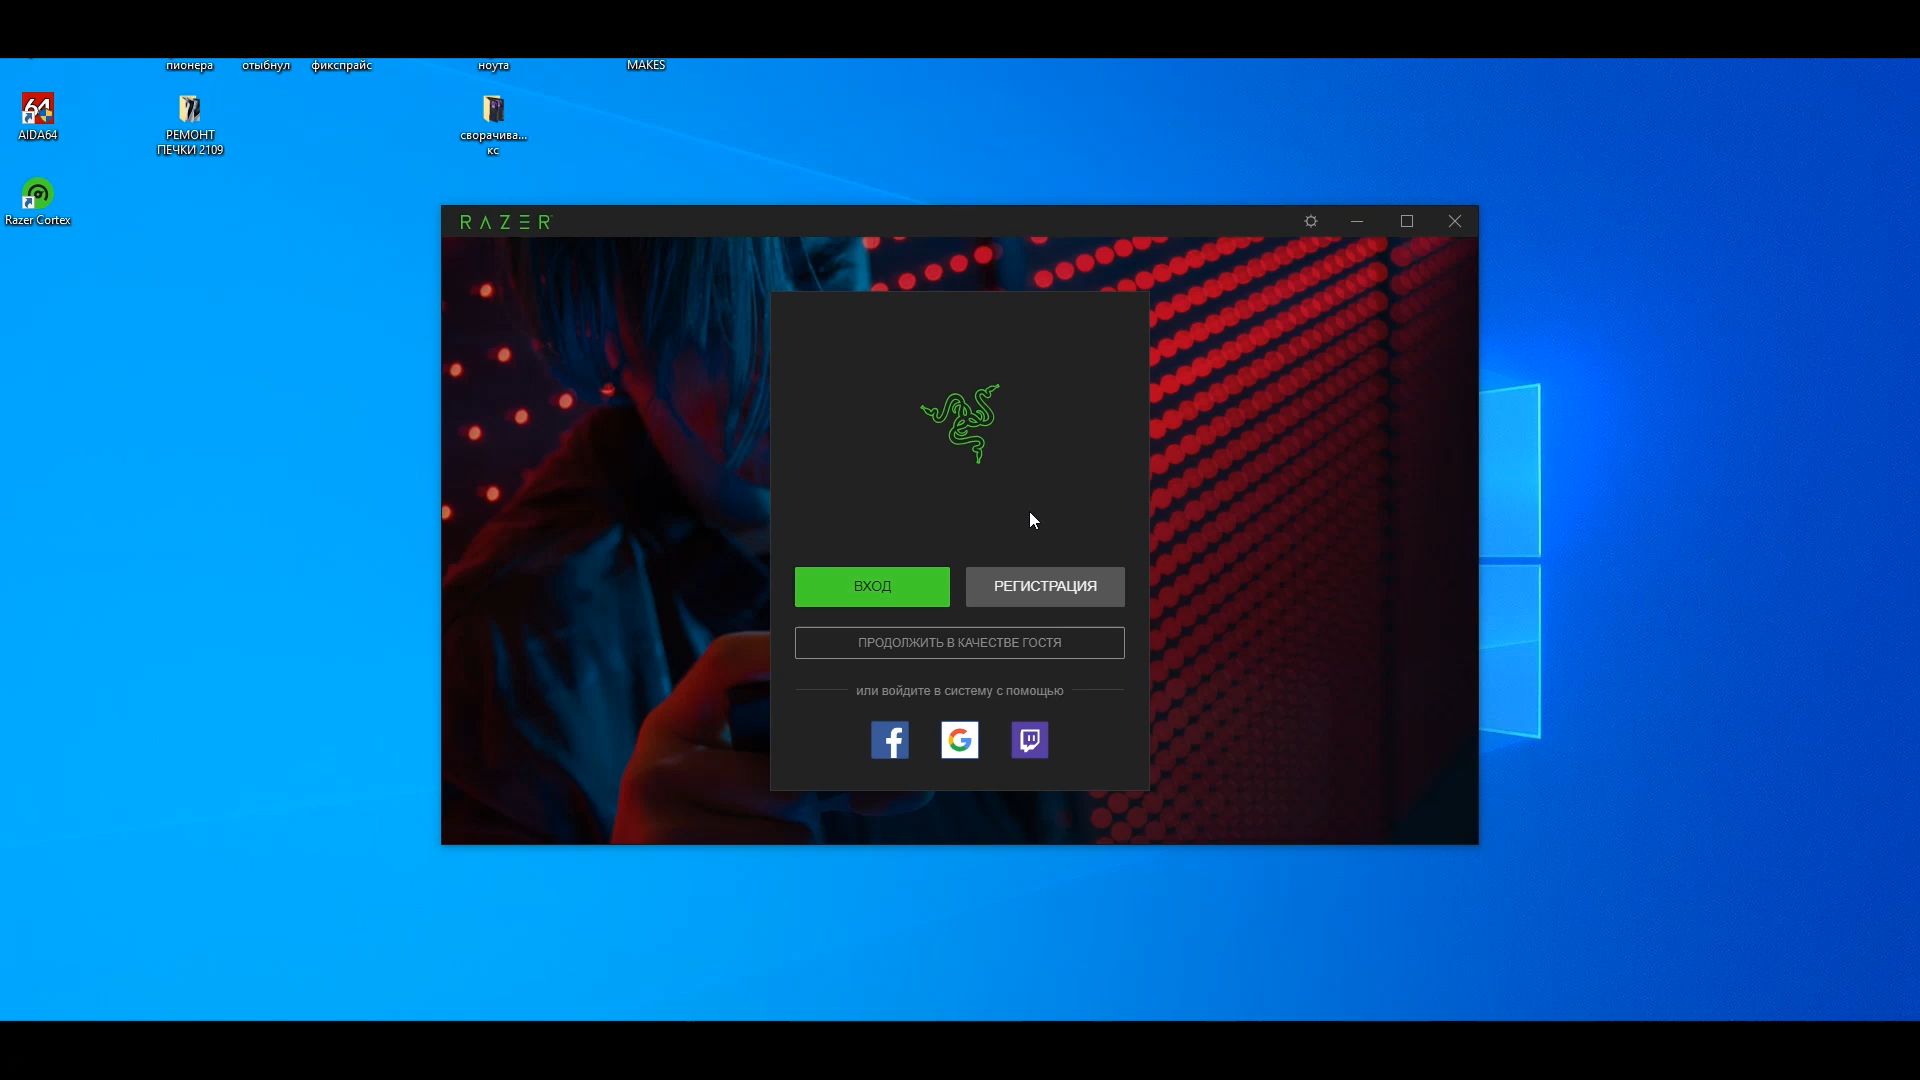 пионера
отыбнул
фикспрайс
ноута
MAKES
64
AIDA64
РЕМОНТ
ПЕЧКИ 2109
сворачива...
кс
Razer Cortex
RAZER
ВХОД
РЕГИСТРАЦИЯ
ПРОДОЛЖИТЬ В КАЧЕСТВЕ ГОСТЯ
или войдите в систему с помощью